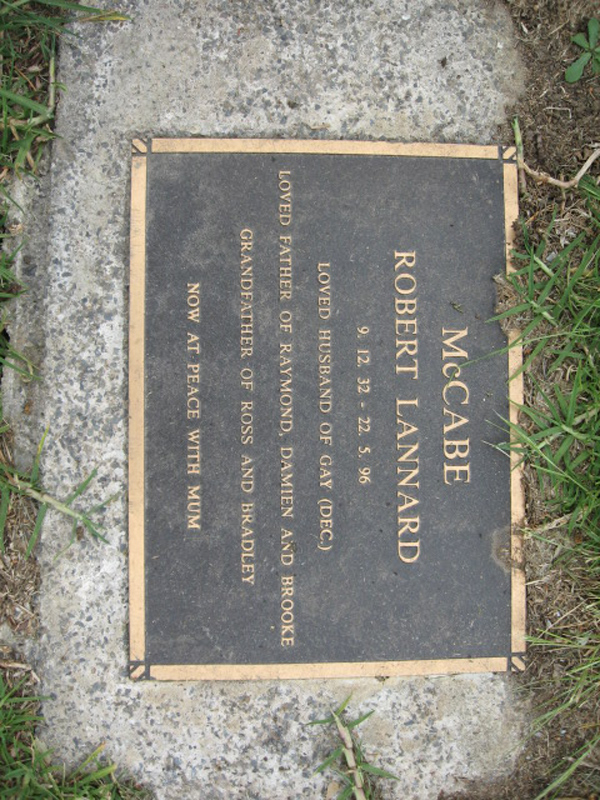 McCABE
ROBERT LANNARD
9. 12. 32 - 22. 5. 96
LOVED HUSBAND OF GAY (DEC.)
LOVED FATHER OF RAYMOND, DAMIEN AND BROOKE
GRANDFATHER OF ROSS AND BRADLEY
NOW AT PEACE WITH MUM